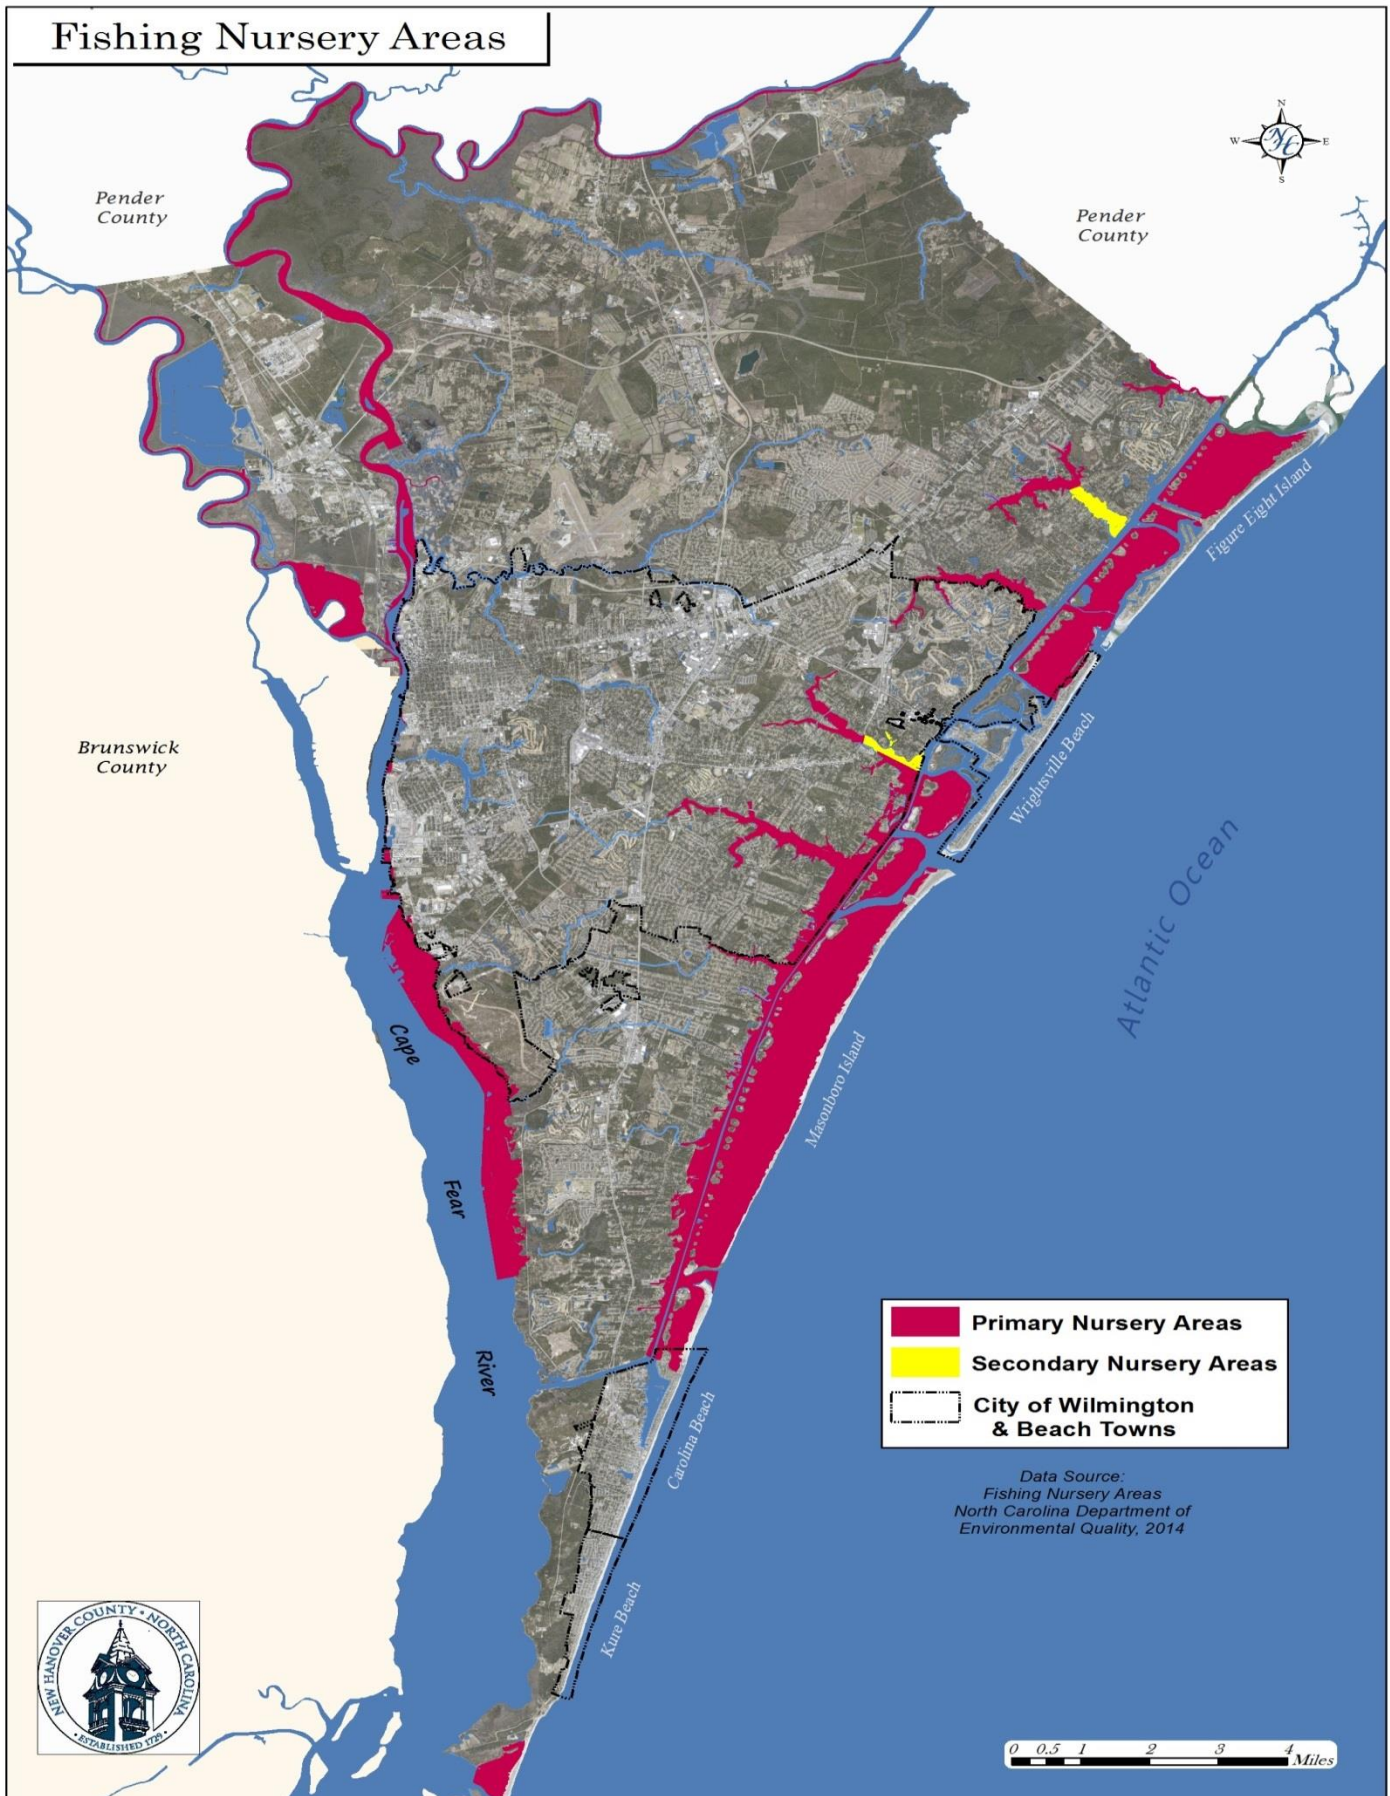 Fishing Nursery Areas
N
W
NH
E
S
Pender
County
Pender
County
Figure Eight Island
Brunswick
County
Wrightsville Beach
Atlantic Ocean
Cape
Masonboro Island
Fear
River
Primary Nursery Areas
Secondary Nursery Areas
City of Wilmington
& Beach Towns
Carolina Beach
Data Source:
Fishing Nursery Areas
North Carolina Department of
Environmental Quality, 2014
Kure Beach
NEW HANOVER COUNTY • NORTH CAROLINA
• ESTABLISHED 1729 •
0 0.5 1 2 3 4
Miles